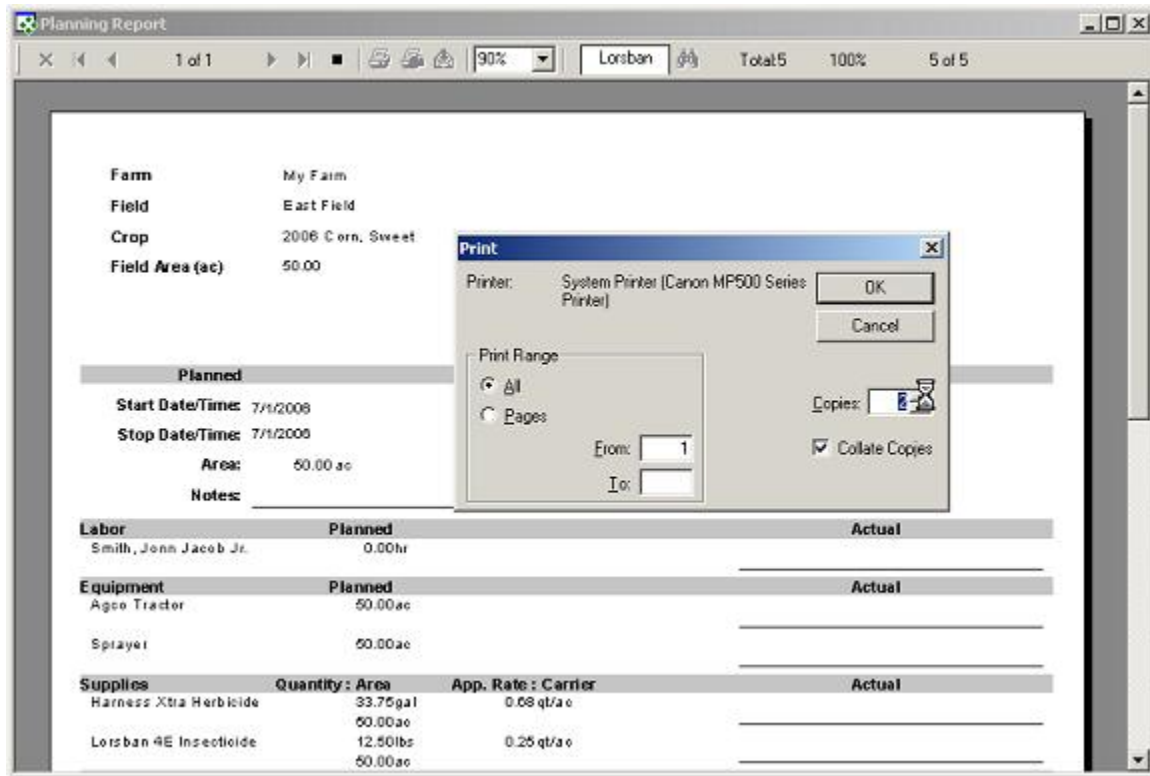 Planning Report
1 of 1 90% Lorsban Total:5 100% 5 of 5
Farm My Farm
Field East Field
Crop 2006 Corn, Sweet
Field Area (ac) 50.00
Print
Printer: System Printer (Canon MP500 Series
Printer)
OK
Cancel
Print Range
All
Pages
From: 1
To:
Copies: 2
Collate Copies
Planned
Start Date/Time: 7/1/2006
Stop Date/Time: 7/1/2006
Area: 50.00 ac
Notes:
Labor Planned Actual
Smith, Jonn Jacob Jr. 0.00hr
Equipment Planned Actual
Agco Tractor 50.00ac
Sprayer 50.00ac
Supplies Quantity : Area App. Rate : Carrier Actual
Harness Xtra Herbicide 33.75gal 0.68 qt/ac
50.00ac
Lorsban 4E Insecticide 12.50lbs 0.25 qt/ac
50.00ac